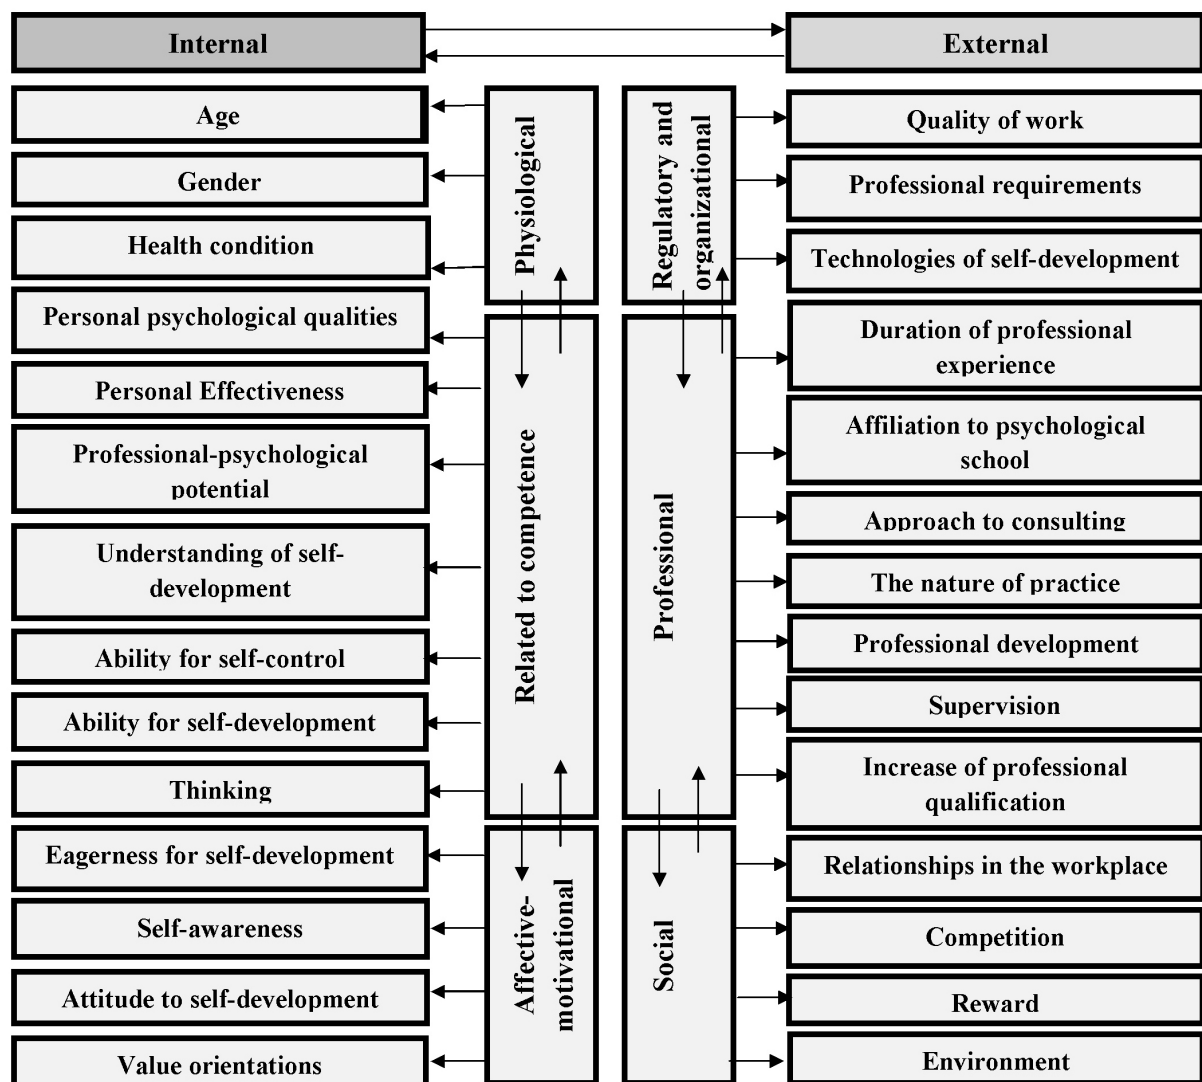 Internal
External
Age
Gender
Health condition
Personal psychological qualities
Personal Effectiveness
Professional-psychological
potential
Understanding of self-
development
Ability for self-control
Ability for self-development
Thinking
Eagerness for self-development
Self-awareness
Attitude to self-development
Value orientations
Physiological
Related to competence
Affective-
motivational
Regulatory and
organizational
Professional
Social
Quality of work
Professional requirements
Technologies of self-development
Duration of professional
experience
Affiliation to psychological
school
Approach to consulting
The nature of practice
Professional development
Supervision
Increase of professional
qualification
Relationships in the workplace
Competition
Reward
Environment